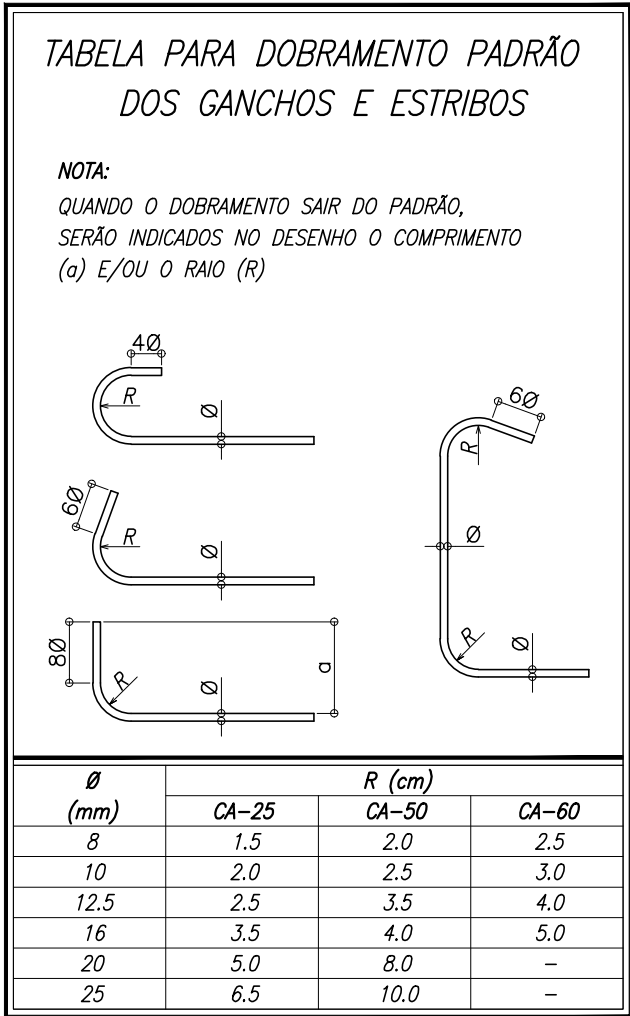 TABELA PARA DOBRAMENTO PADRÃO
DOS GANCHOS E ESTRIBOS
NOTA:
QUANDO O DOBRAMENTO SAIR DO PADRÃO,
SERÃO INDICADOS NO DESENHO O COMPRIMENTO
(a) E/OU O RAIO (R)
4Ø
R
Ø
6Ø
R
Ø
8Ø
R
Ø
a
6Ø
R
Ø
R
Ø
Ø R (cm)
(mm) CA-25 CA-50 CA-60
8 1.5 2.0 2.5
10 2.0 2.5 3.0
12.5 2.5 3.5 4.0
16 3.5 4.0 5.0
20 5.0 8.0 -
25 6.5 10.0 -